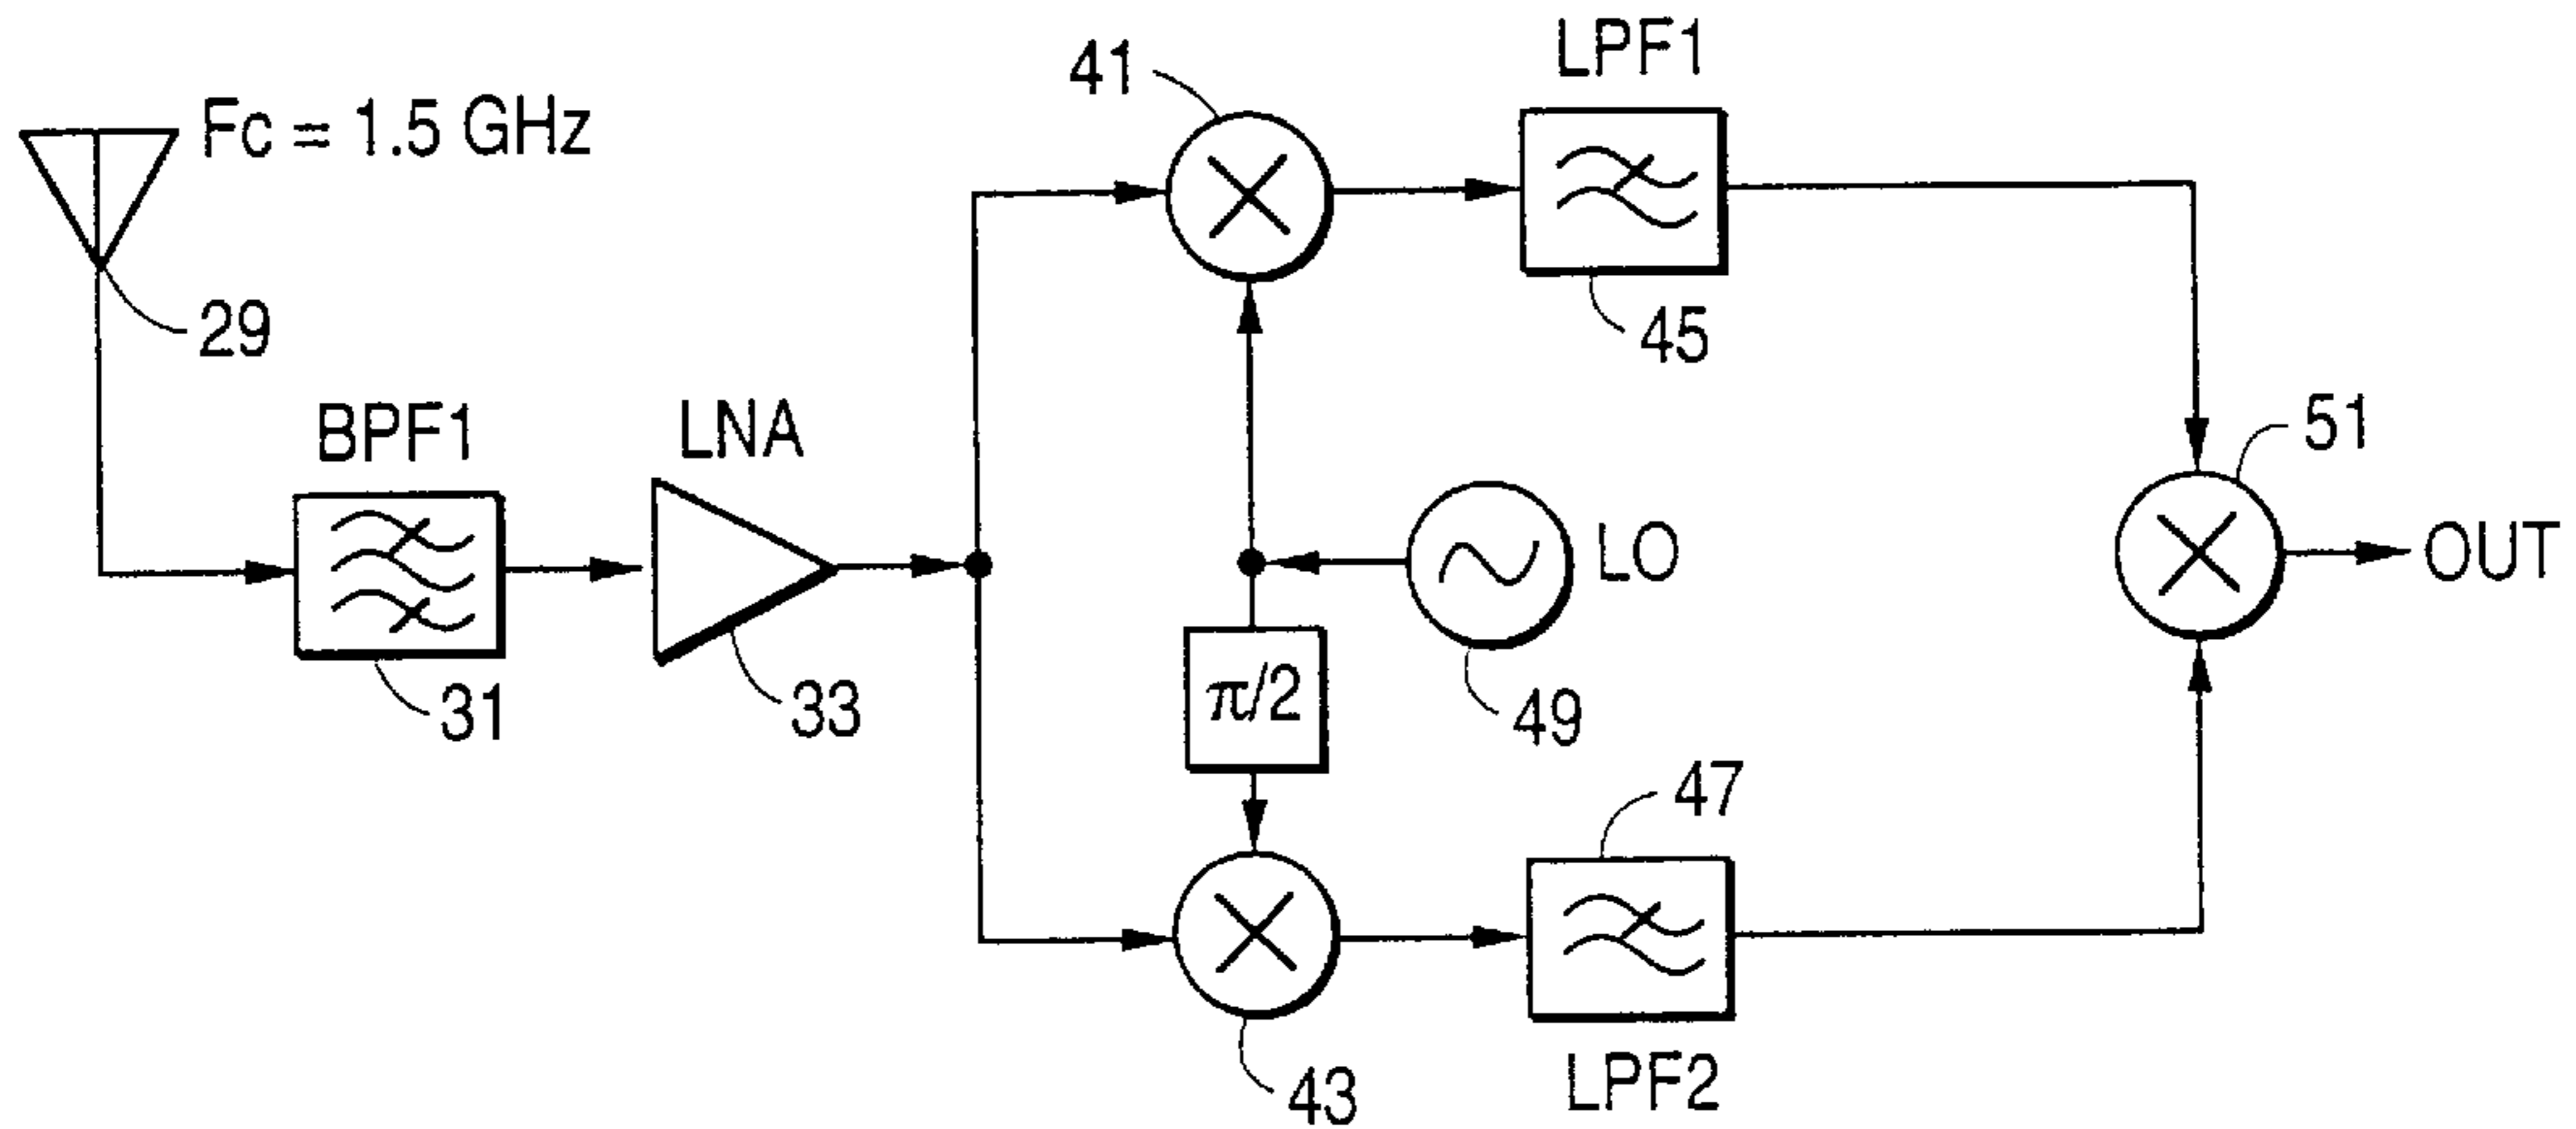 LPF1
41
Fc = 1.5 GHz
29
45
BPF1
LNA
51
LO
OUT
π/2
31
33
49
47
43
LPF2